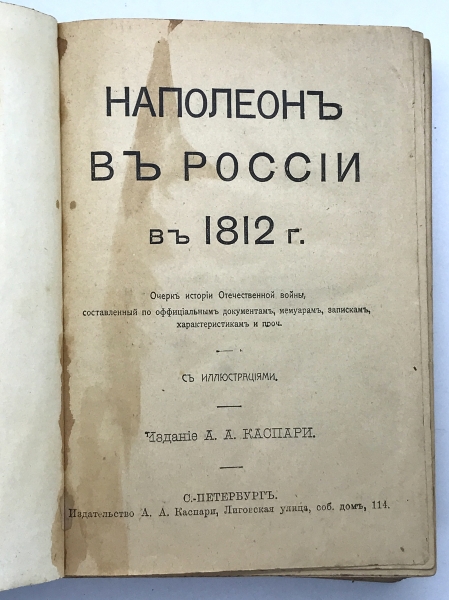 НАПОЛЕОНЪ
ВЪ РОССІИ
въ 1812 г.
Очеркъ исторіи Отечественной войны,
составленный по оффиціальнымъ документамъ, мемуарамъ, запискамъ,
характеристикамъ и проч.
СЪ ИЛЛЮСТРАЦІЯМИ.
Изданіе А. А. КАСПАРИ.
С.-ПЕТЕРБУРГЪ.
Издательство А. А. Каспари, Лиговская улица, соб. домъ, 114.